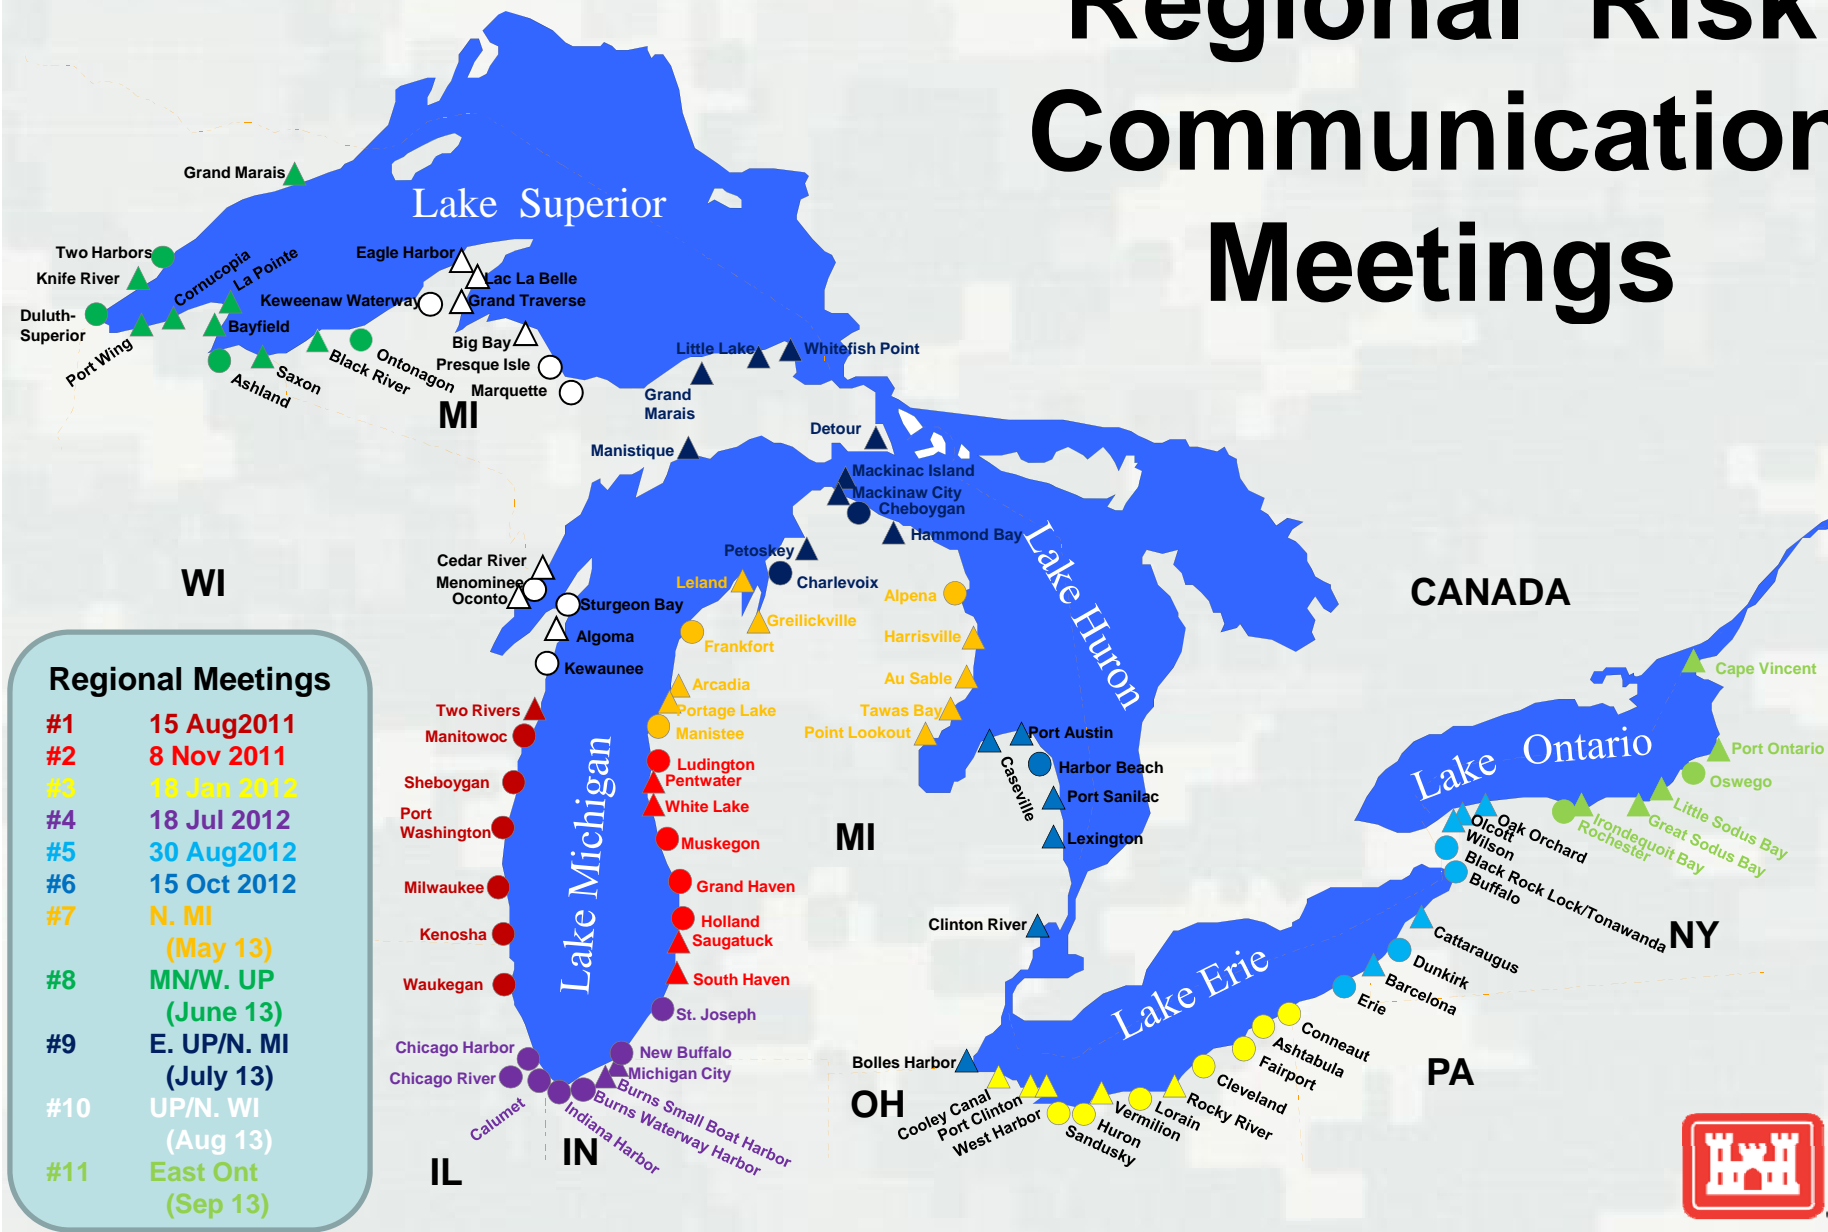 Regional Risk
Communication
Meetings
Lake Superior
Grand Marais
Two Harbors
Knife River
Duluth-
Superior
Port Wing
Cornucopia
La Pointe
Bayfield
Ashland
Saxon
Black River
Ontonagon
Eagle Harbor
Lac La Belle
Keweenaw Waterway
Grand Traverse
Big Bay
Presque Isle
Marquette
MI
Little Lake
Whitefish Point
Grand
Marais
Detour
Manistique
Mackinac Island
Mackinaw City
Cheboygan
Hammond Bay
Petoskey
Charlevoix
Lake Huron
Cedar River
Menominee
Oconto
Sturgeon Bay
Algoma
Kewaunee
WI
Leland
Greilickville
Frankfort
Arcadia
Portage Lake
Manistee
Alpena
Harrisville
Au Sable
Tawas Bay
Point Lookout
CANADA
Two Rivers
Manitowoc
Sheboygan
Port
Washington
Milwaukee
Kenosha
Waukegan
Lake Michigan
Ludington
Pentwater
White Lake
Muskegon
Grand Haven
Holland
Saugatuck
South Haven
St. Joseph
MI
Port Austin
Caseville
Harbor Beach
Port Sanilac
Lexington
Clinton River
Bolles Harbor
Chicago Harbor
Chicago River
Calumet
Indiana Harbor
Burns Waterway Harbor
Burns Small Boat Harbor
Michigan City
New Buffalo
IL
IN
OH
Lake Erie
Cooley Canal
Port Clinton
West Harbor
Sandusky
Huron
Vermilion
Lorain
Rocky River
Cleveland
Fairport
Ashtabula
Conneaut
PA
Erie
Barcelona
Dunkirk
Cattaraugus
Buffalo
Black Rock Lock/Tonawanda
Wilson
Olcott
Oak Orchard
NY
Lake Ontario
Rochester
Irondequoit Bay
Great Sodus Bay
Little Sodus Bay
Oswego
Port Ontario
Cape Vincent
Regional Meetings
#1 15 Aug2011
#2 8 Nov 2011
#3 18 Jan 2012
#4 18 Jul 2012
#5 30 Aug2012
#6 15 Oct 2012
#7 N. MI
(May 13)
#8 MN/W. UP
(June 13)
#9 E. UP/N. MI
(July 13)
#10 UP/N. WI
(Aug 13)
#11 East Ont
(Sep 13)